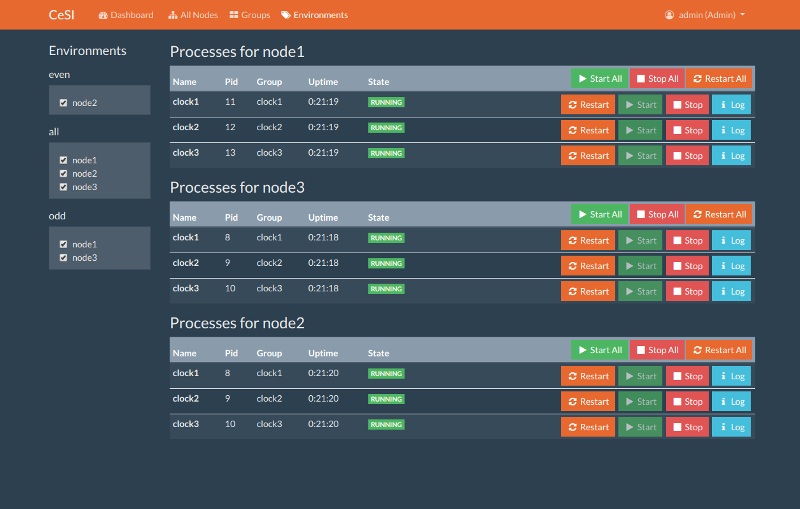 CeSI Dashboard All Nodes Groups Environments admin (Admin)
Environments
even
node2
all
node1
node2
node3
odd
node1
node3
Processes for node1
Name Pid Group Uptime State Start All Stop All Restart All
clock1 11 clock1 0:21:19 RUNNING Restart Start Stop Log
clock2 12 clock2 0:21:19 RUNNING Restart Start Stop Log
clock3 13 clock3 0:21:19 RUNNING Restart Start Stop Log
Processes for node3
Name Pid Group Uptime State Start All Stop All Restart All
clock1 8 clock1 0:21:18 RUNNING Restart Start Stop Log
clock2 9 clock2 0:21:18 RUNNING Restart Start Stop Log
clock3 10 clock3 0:21:18 RUNNING Restart Start Stop Log
Processes for node2
Name Pid Group Uptime State Start All Stop All Restart All
clock1 8 clock1 0:21:20 RUNNING Restart Start Stop Log
clock2 9 clock2 0:21:20 RUNNING Restart Start Stop Log
clock3 10 clock3 0:21:20 RUNNING Restart Start Stop Log